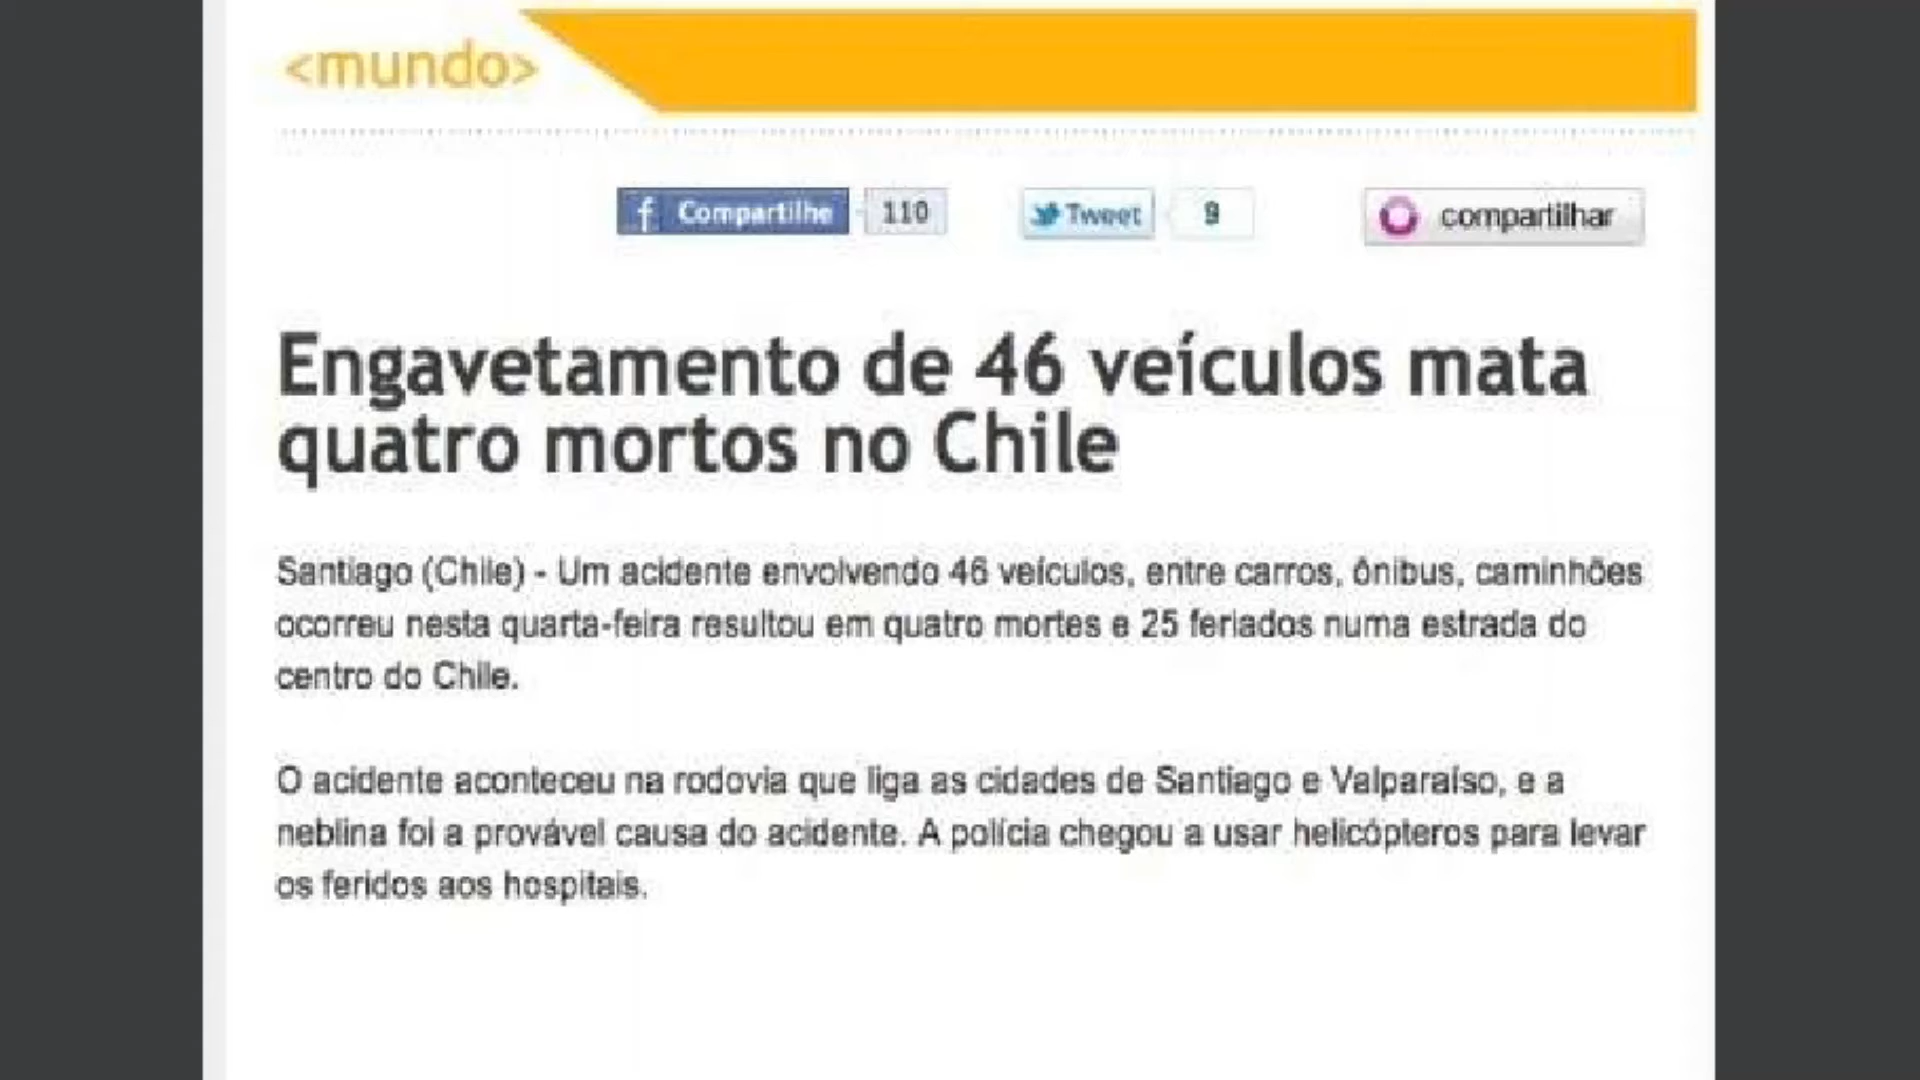 <mundo>
Compartilhe 110 Tweet 9 compartilhar
Engavetamento de 46 veículos mata
quatro mortos no Chile
Santiago (Chile) - Um acidente envolvendo 46 veículos, entre carros, ônibus, caminhões
ocorreu nesta quarta-feira resultou em quatro mortes e 25 feriados numa estrada do
centro do Chile.
O acidente aconteceu na rodovia que liga as cidades de Santiago e Valparaíso, e a
neblina foi a provável causa do acidente. A polícia chegou a usar helicópteros para levar
os feridos aos hospitais.